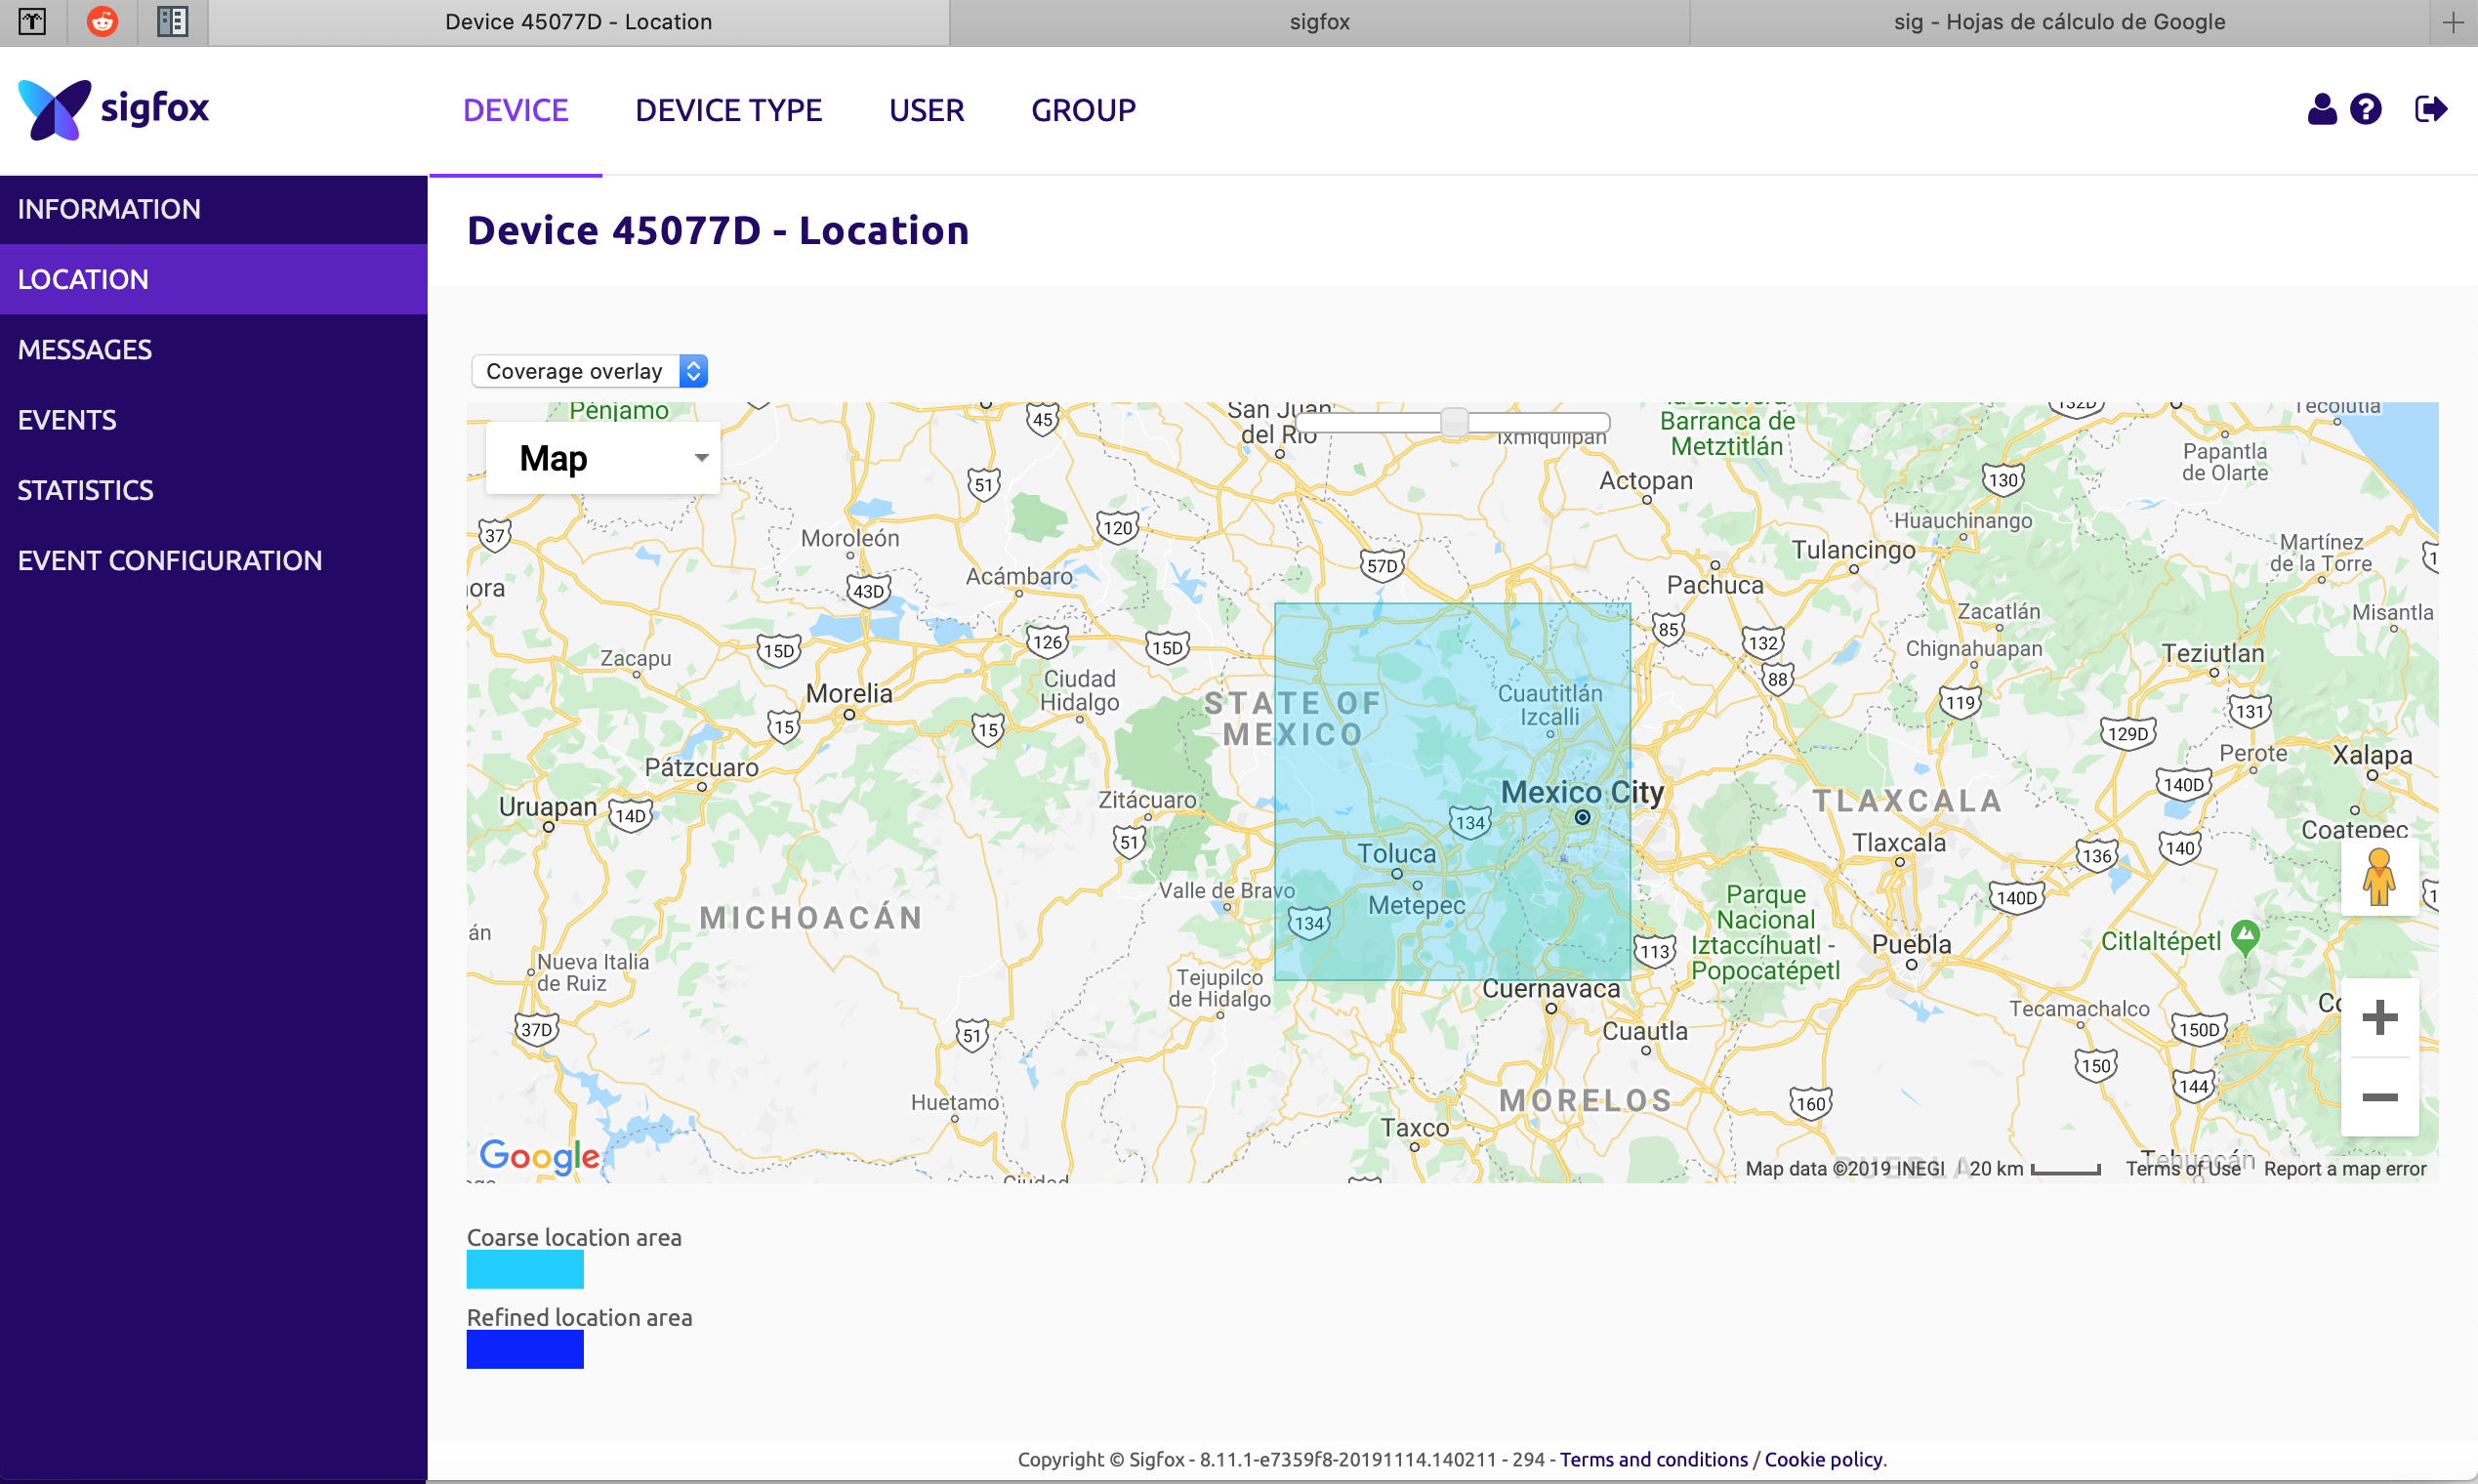 Device 45077D - Location
sigfox
sig - Hojas de cálculo de Google
sigfox
DEVICE
DEVICE TYPE
USER
GROUP
INFORMATION
LOCATION
MESSAGES
EVENTS
STATISTICS
EVENT CONFIGURATION
Device 45077D - Location
Coverage overlay
Map
Pénjamo
45
San Juan
del Río
Ixmiquilpan
Barranca de
Metztitlán
132D
Tecolutla
Papantla
de Olarte
Actopan
51
130
37
120
Moroleón
Huauchinango
Tulancingo
Martínez
de la Torre
57D
Acámbaro
43D
Pachuca
ora
Zacatlán
Misantla
85
132
126
15D
15D
Chignahuapan
Teziutlan
Zacapu
88
Ciudad
Hidalgo
Morelia
STATE OF
MEXICO
Cuautitlán
Izcalli
119
131
15
15
129D
Perote
Xalapa
Pátzcuaro
140D
Mexico City
Zitácuaro
TLAXCALA
Uruapan
14D
134
Coatepec
51
Toluca
Tlaxcala
136
140
Valle de Bravo
Metepec
134
Parque
Nacional
Iztaccíhuatl -
Popocatépetl
140D
MICHOACÁN
án
113
Puebla
Citlaltépetl
Nueva Italia
de Ruiz
Tejupilco
de Hidalgo
Cuernavaca
Tecamachalco
Có
37D
51
Cuautla
150D
150
144
Huetamo
MORELOS
160
Taxco
Google
PUEBLA
Tehuacán
Map data ©2019 INEGI
20 km
Terms of Use
Report a map error
Ciudad
Coarse location area
Refined location area
Copyright © Sigfox - 8.11.1-e7359f8-20191114.140211 - 294 - Terms and conditions / Cookie policy.